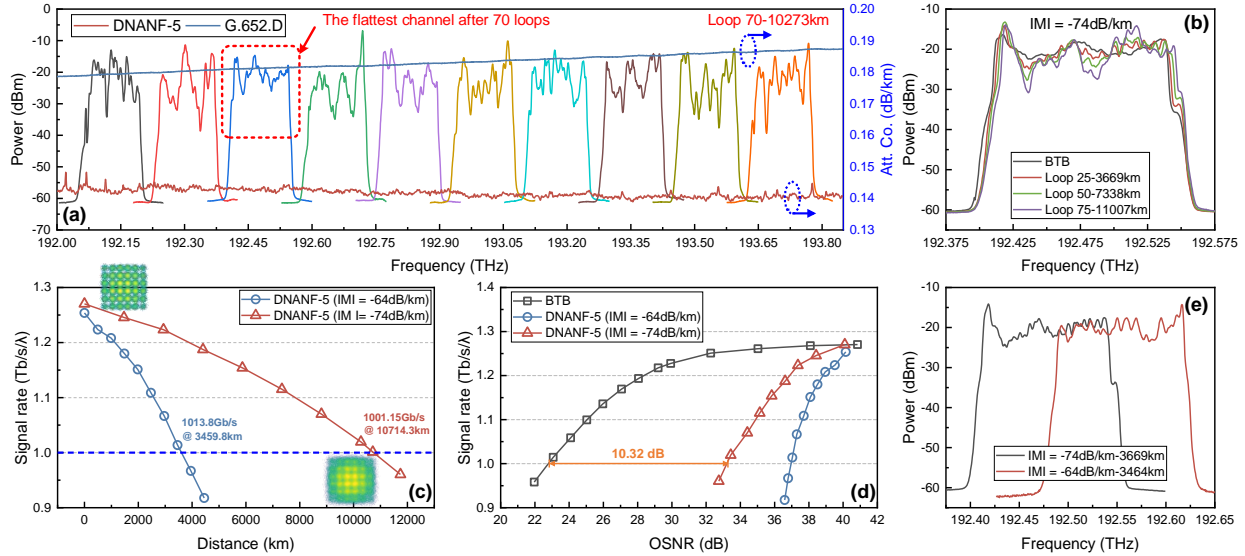 DNANF-5
G.652.D
The flattest channel after 70 loops
Loop 70-10273km
-10
0
-10
-20
-30
-40
-50
-60
-70
Power (dBm)
0.20
0.19
0.18
0.17
0.16
0.15
0.14
0.13
Att. Co. (dB/km)
(a)
192.00 192.15 192.30 192.45 192.60 192.75 192.90 193.05 193.20 193.35 193.50 193.65 193.80
Frequency (THz)
(b)
IMI = -74dB/km
0
-10
-20
-30
-40
-50
-60
Power (dBm)
BTB
Loop 25-3669km
Loop 50-7338km
Loop 75-11007km
192.375 192.425 192.475 192.525 192.575
Frequency (THz)
1.3
1.2
1.1
1.0
0.9
Signal rate (Tb/s/λ)
DNANF-5 (IMI = -64dB/km)
DNANF-5 (IM I= -74dB/km)
1013.8Gb/s
@ 3459.8km
1001.15Gb/s
@ 10714.3km
(c)
0 2000 4000 6000 8000 10000 12000
Distance (km)
1.4
1.3
1.2
1.1
1.0
0.9
Signal rate (Tb/s/λ)
BTB
DNANF-5 (IMI = -64dB/km)
DNANF-5 (IMI = -74dB/km)
10.32 dB
(d)
20 22 24 26 28 30 32 34 36 38 40 42
OSNR (dB)
(e)
0
-10
-20
-30
-40
-50
-60
Power (dBm)
IMI = -74dB/km-3669km
IMI = -64dB/km-3464km
192.40 192.45 192.50 192.55 192.60 192.65
Frequency (THz)